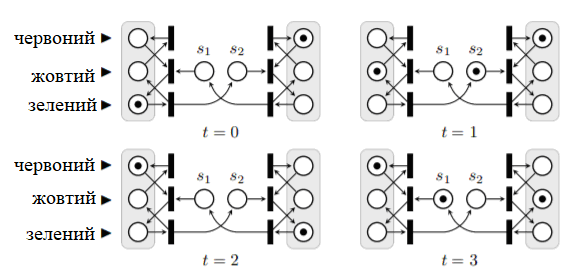 червоний
s1 s2
жовтий
зелений
t = 0
s1 s2
t = 1
червоний
s1 s2
жовтий
зелений
t = 2
s1 s2
t = 3